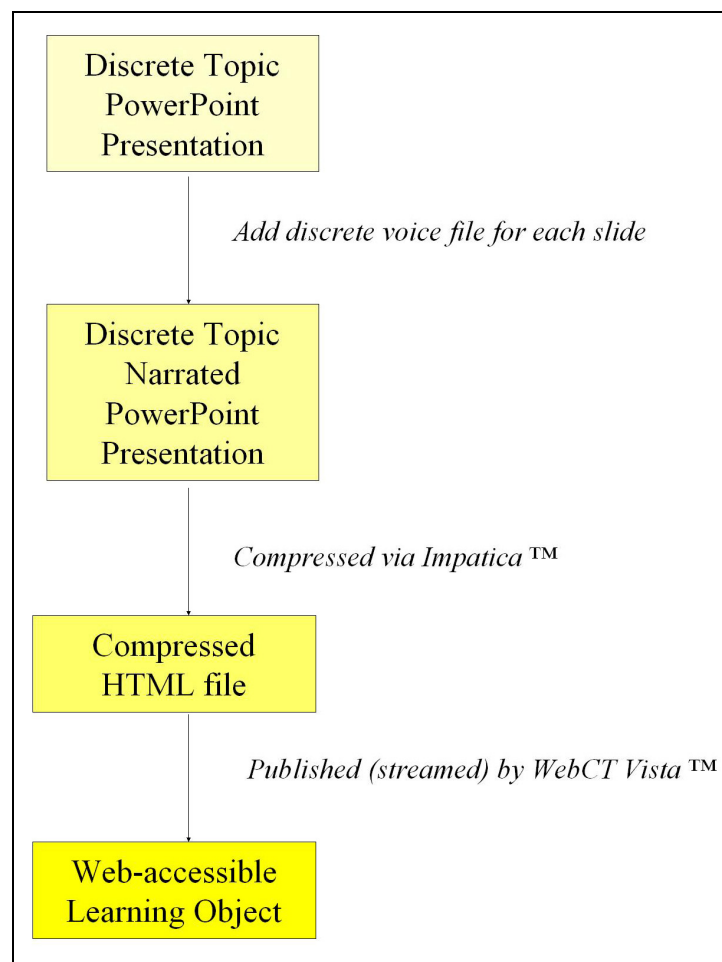 Discrete Topic
PowerPoint
Presentation
Add discrete voice file for each slide
Discrete Topic
Narrated
PowerPoint
Presentation
Compressed via Impatica ™
Compressed
HTML file
Published (streamed) by WebCT Vista ™
Web-accessible
Learning Object